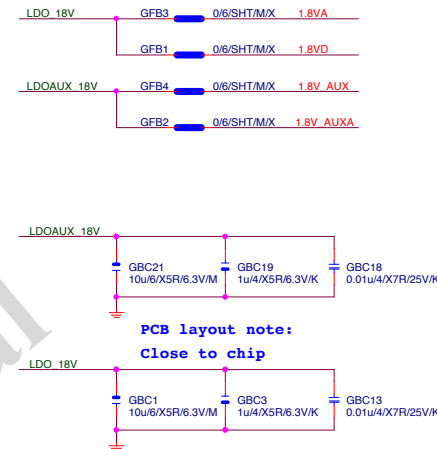 LDO_18V GFB3 0/6/SHT/M/X 1.8VA
GFB1 0/6/SHT/M/X 1.8VD
LDOAUX_18V GFB4 0/6/SHT/M/X 1.8V_AUX
GFB2 0/6/SHT/M/X 1.8V_AUXA
LDOAUX_18V
GBC21 GBC19 GBC18
10u/6/X5R/6.3V/M 1u/4/X5R/6.3V/K 0.01u/4/X7R/25V/K
PCB layout note:
Close to chip
LDO_18V
GBC1 GBC3 GBC13
10u/6/X5R/6.3V/M 1u/4/X5R/6.3V/K 0.01u/4/X7R/25V/K